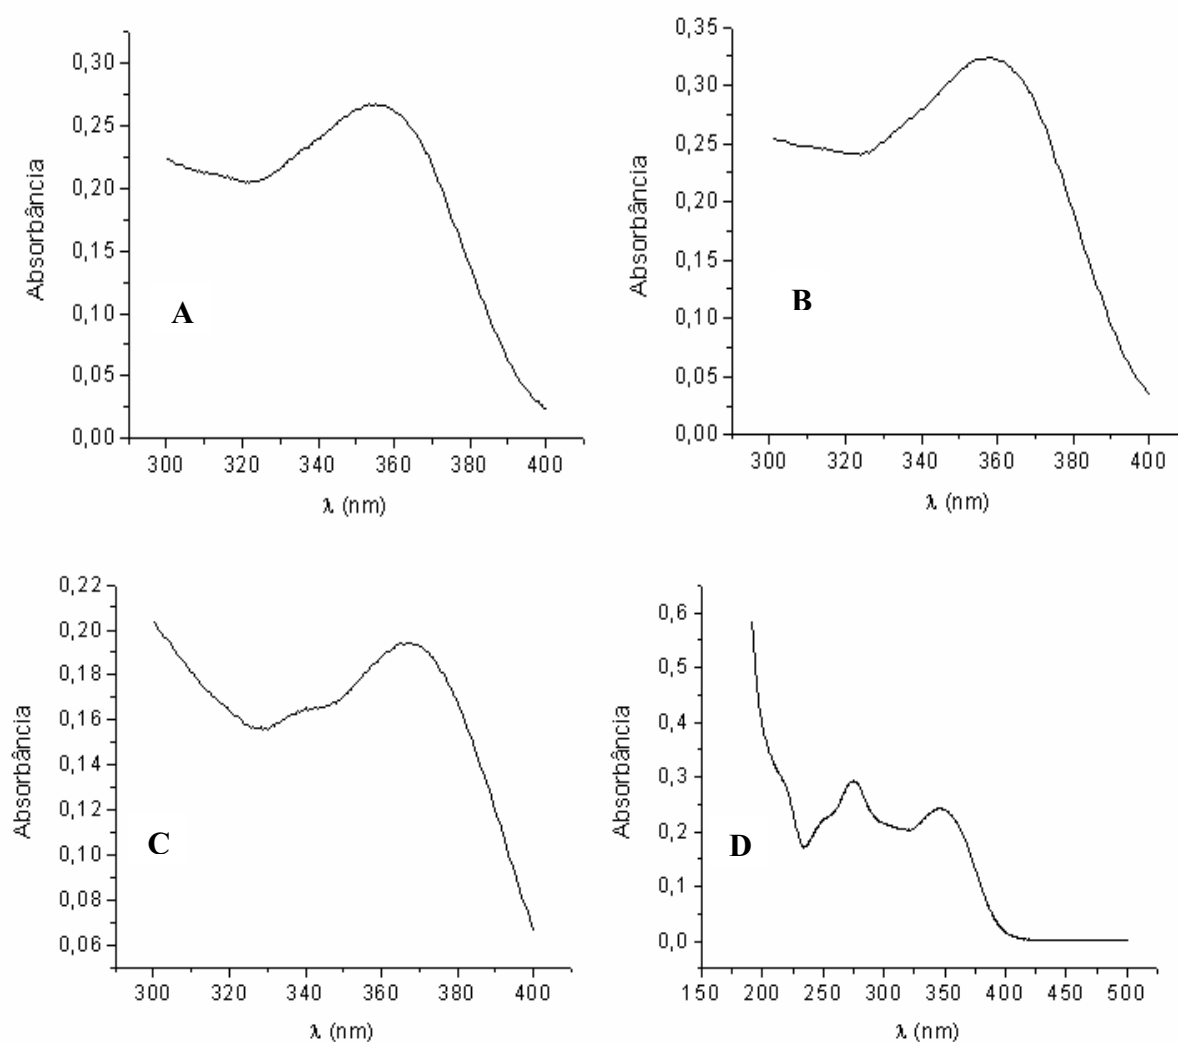 0,30
0,25
0,20
0,15
0,10
0,05
0,00
300 320 340 360 380 400
Absorbância
λ (nm)
A
0,35
0,30
0,25
0,20
0,15
0,10
0,05
0,00
300 320 340 360 380 400
Absorbância
λ (nm)
B
0,22
0,20
0,18
0,16
0,14
0,12
0,10
0,08
0,06
300 320 340 360 380 400
Absorbância
λ (nm)
C
0,6
0,5
0,4
0,3
0,2
0,1
0,0
150 200 250 300 350 400 450 500
Absorbância
λ (nm)
D